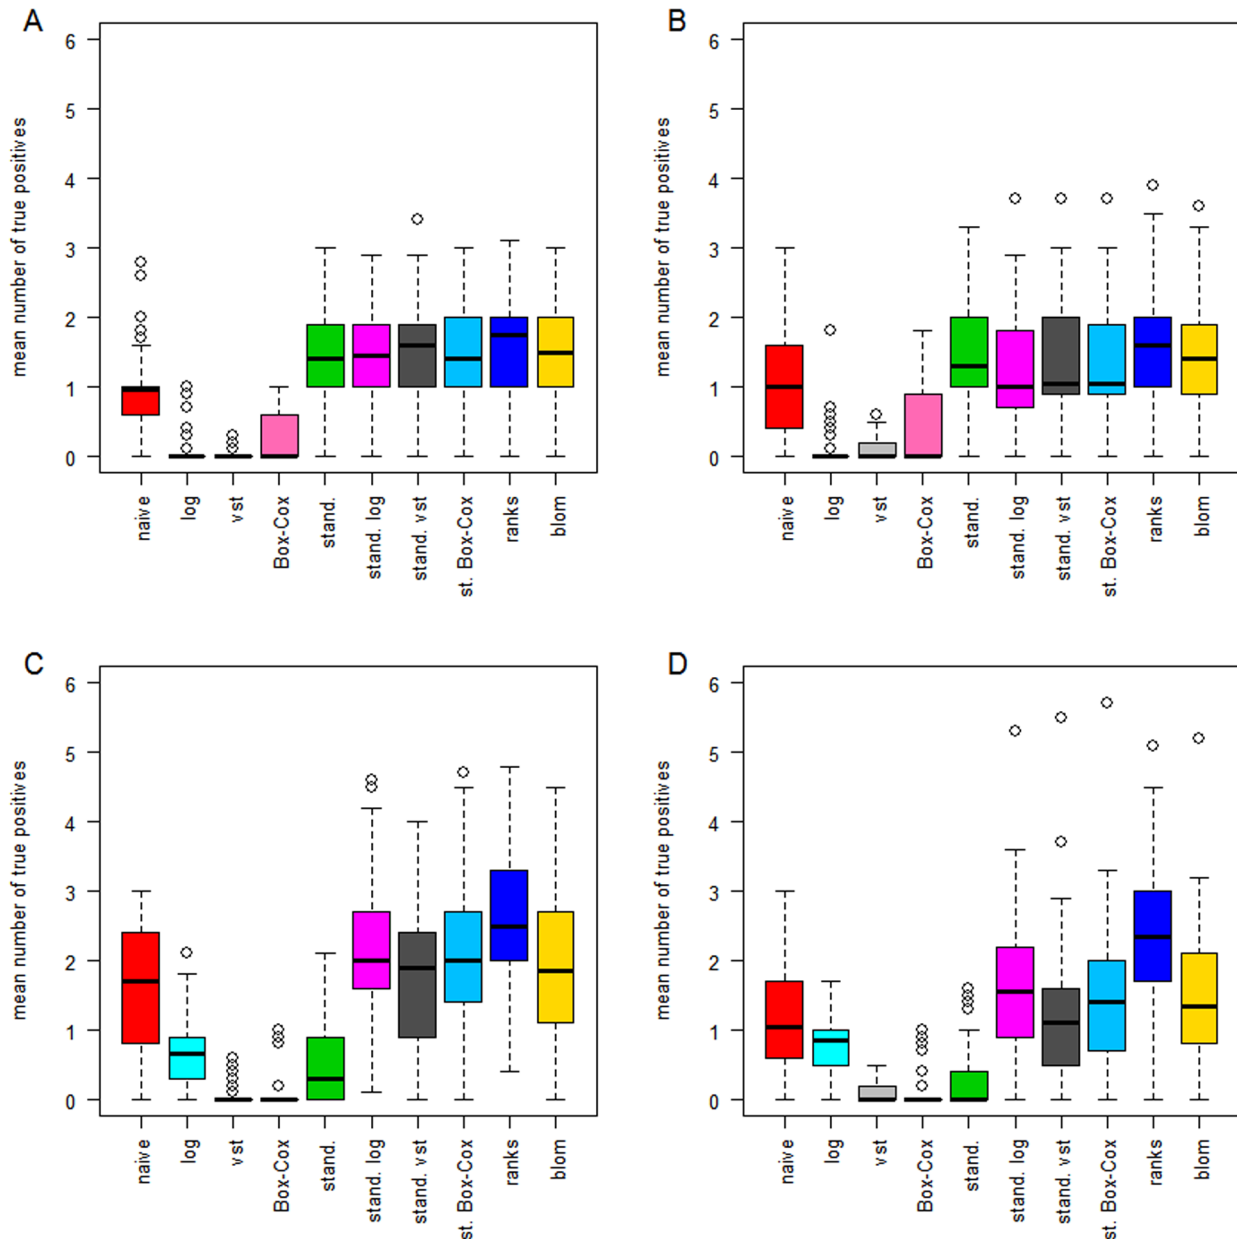 A
mean number of true positives
6
5
4
3
2
1
0
naive
log
vst
Box-Cox
stand.
stand. log
stand. vst
st. Box-Cox
ranks
blom
B
mean number of true positives
6
5
4
3
2
1
0
naive
log
vst
Box-Cox
stand.
stand. log
stand. vst
st. Box-Cox
ranks
blom
C
mean number of true positives
6
5
4
3
2
1
0
naive
log
vst
Box-Cox
stand.
stand. log
stand. vst
st. Box-Cox
ranks
blom
D
mean number of true positives
6
5
4
3
2
1
0
naive
log
vst
Box-Cox
stand.
stand. log
stand. vst
st. Box-Cox
ranks
blom